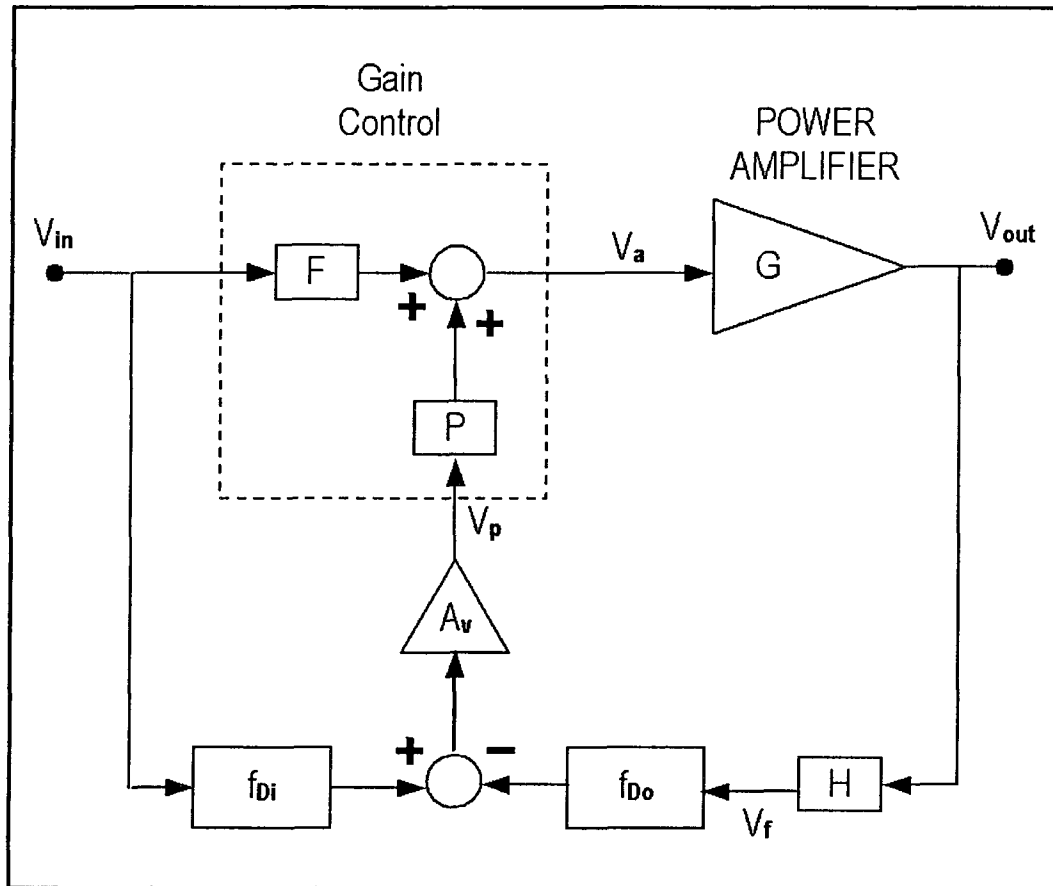 Gain
Control
POWER
AMPLIFIER
Vin
F
+
+
Va
G
Vout
P
Vp
Av
+
−
fDi
fDo
H
Vf